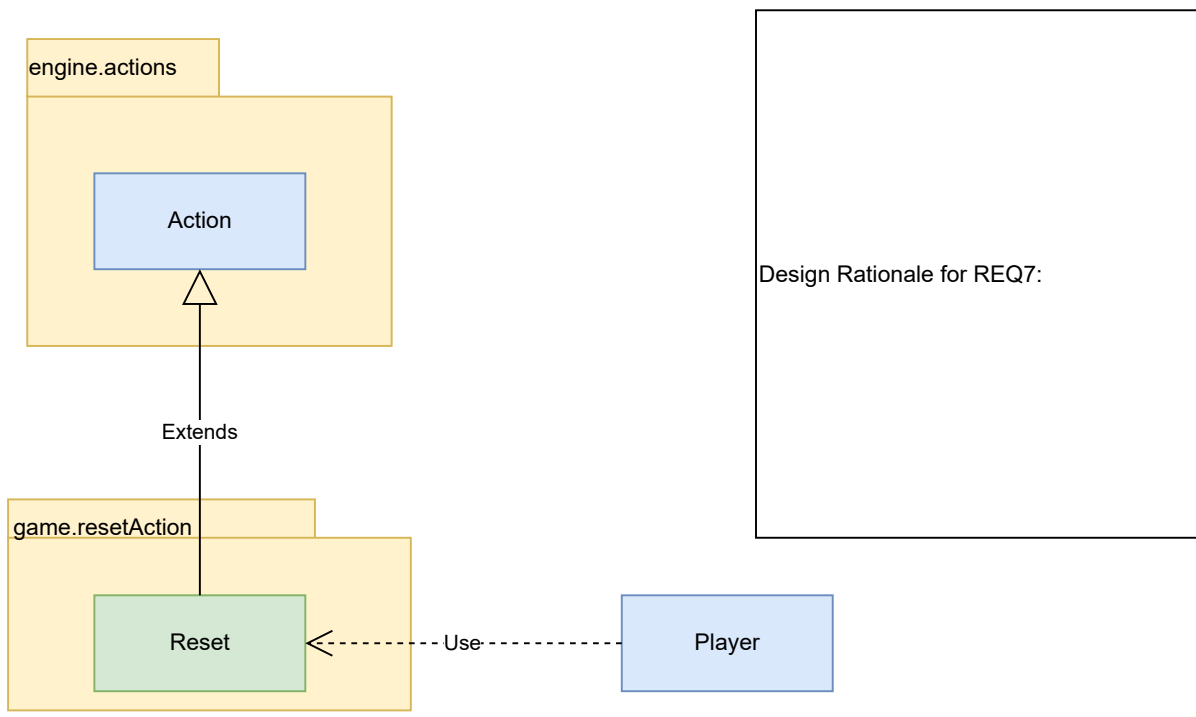 engine.actions
Action
Design Rationale for REQ7:
Extends
game.resetAction
Reset
Use
Player